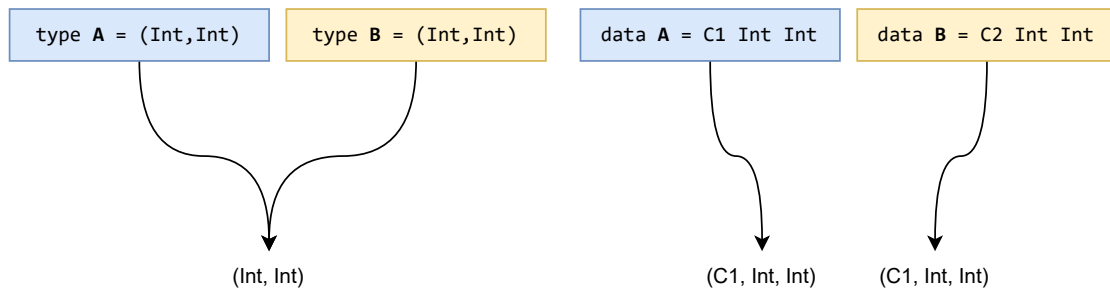 type A = (Int,Int)
type B = (Int,Int)
data A = C1 Int Int
data B = C2 Int Int
(Int, Int)
(C1, Int, Int)
(C1, Int, Int)